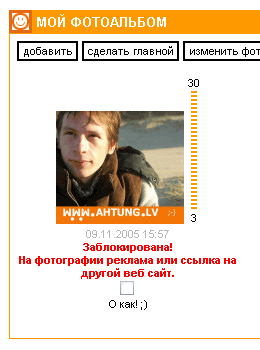 МОЙ ФОТОАЛЬБОМ
добавить сделать главной изменить фот
30
www.AHTUNG.LV ;-)
3
09.11.2005 15:57
Заблокирована!
На фотографии реклама или ссылка на
другой веб сайт.
О как! ;)